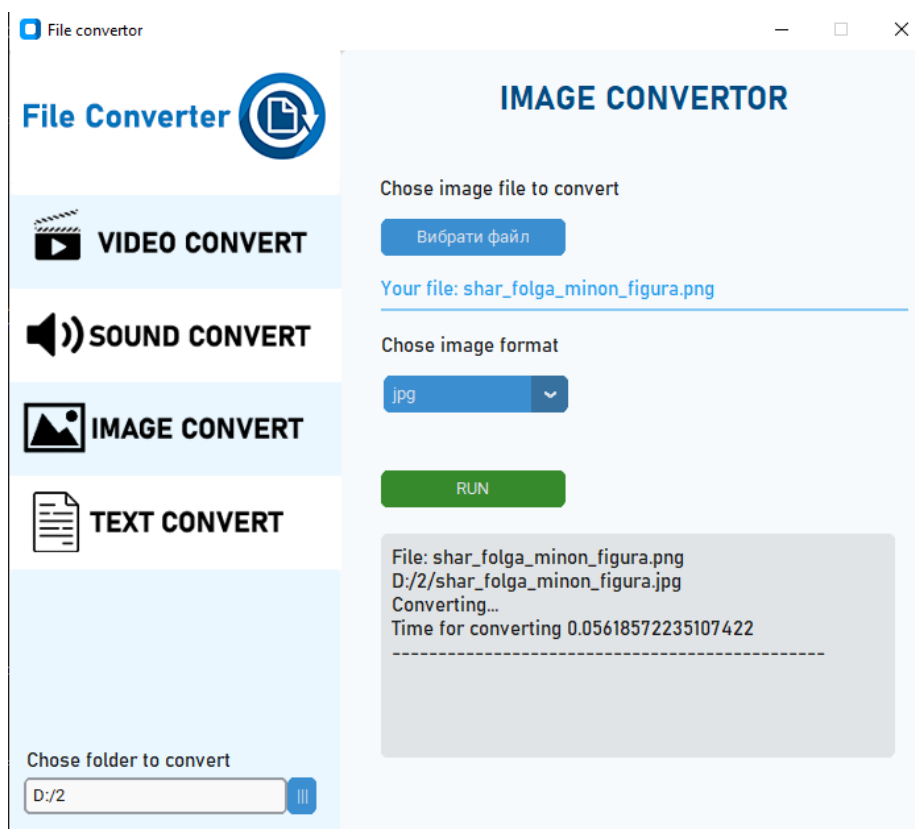 File convertor
File Converter
VIDEO CONVERT
SOUND CONVERT
IMAGE CONVERT
TEXT CONVERT
Chose folder to convert
D:/2
IMAGE CONVERTOR
Chose image file to convert
Вибрати файл
Your file: shar_folga_minon_figura.png
Chose image format
jpg
RUN
File: shar_folga_minon_figura.png
D:/2/shar_folga_minon_figura.jpg
Converting...
Time for converting 0.05618572235107422
-----------------------------------------------